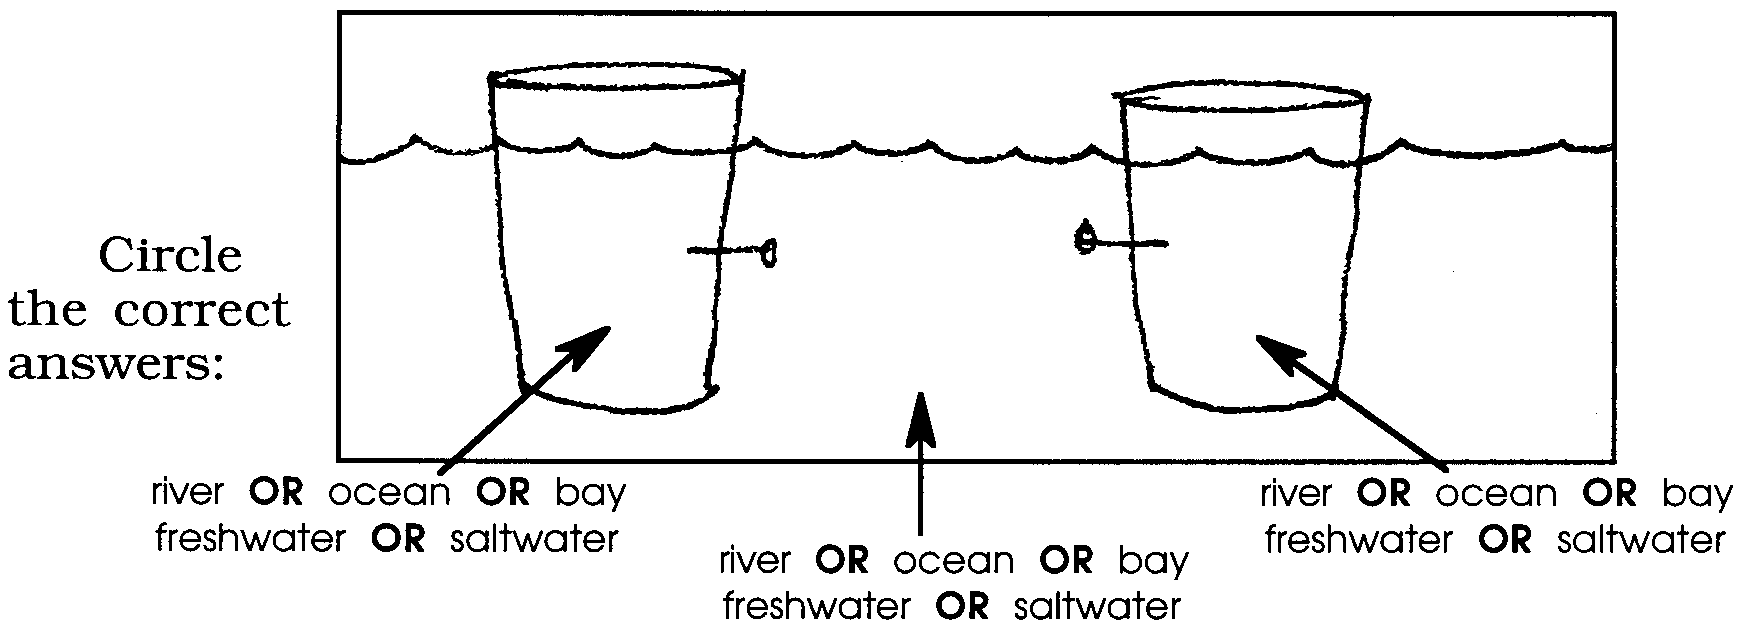 Circle
the correct
answers:
river OR ocean OR bay
freshwater OR saltwater
river OR ocean OR bay
freshwater OR saltwater
river OR ocean OR bay
freshwater OR saltwater